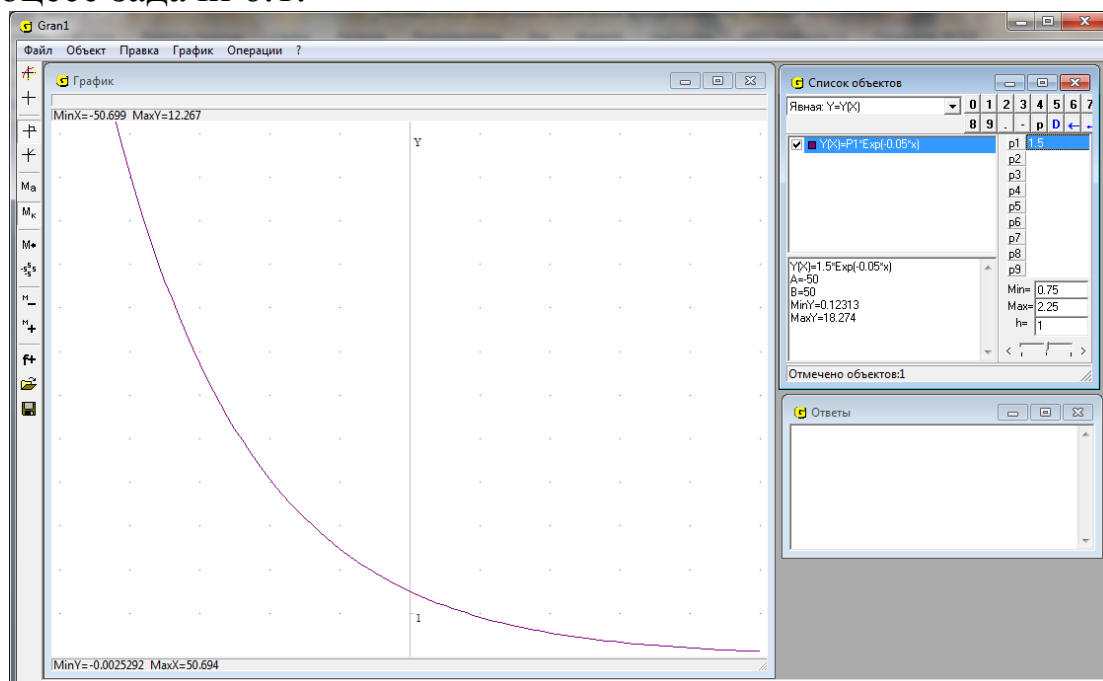 Gran1
Файл Объект Правка График Операции ?
График
MinX= -50.699 MaxY=12.267
Y
1
MinY= -0.0025292 MaxX=50.694
Ma
Мк
М
М
М
f+
Список объектов
Явная: Y=Y(X)
0 1 2 3 4 5 6 7
8 9 . - p D ←
Y(X)=P1*Exp(-0.05*x)
p1 1.5
p2
p3
p4
p5
p6
p7
p8
p9
Y(X)=1.5*Exp(-0.05*x)
A=-50
B=50
MinY=0.12313
MaxY=18.274
Min= 0.75
Max= 2.25
h= 1
Отмечено объектов:1
Ответы